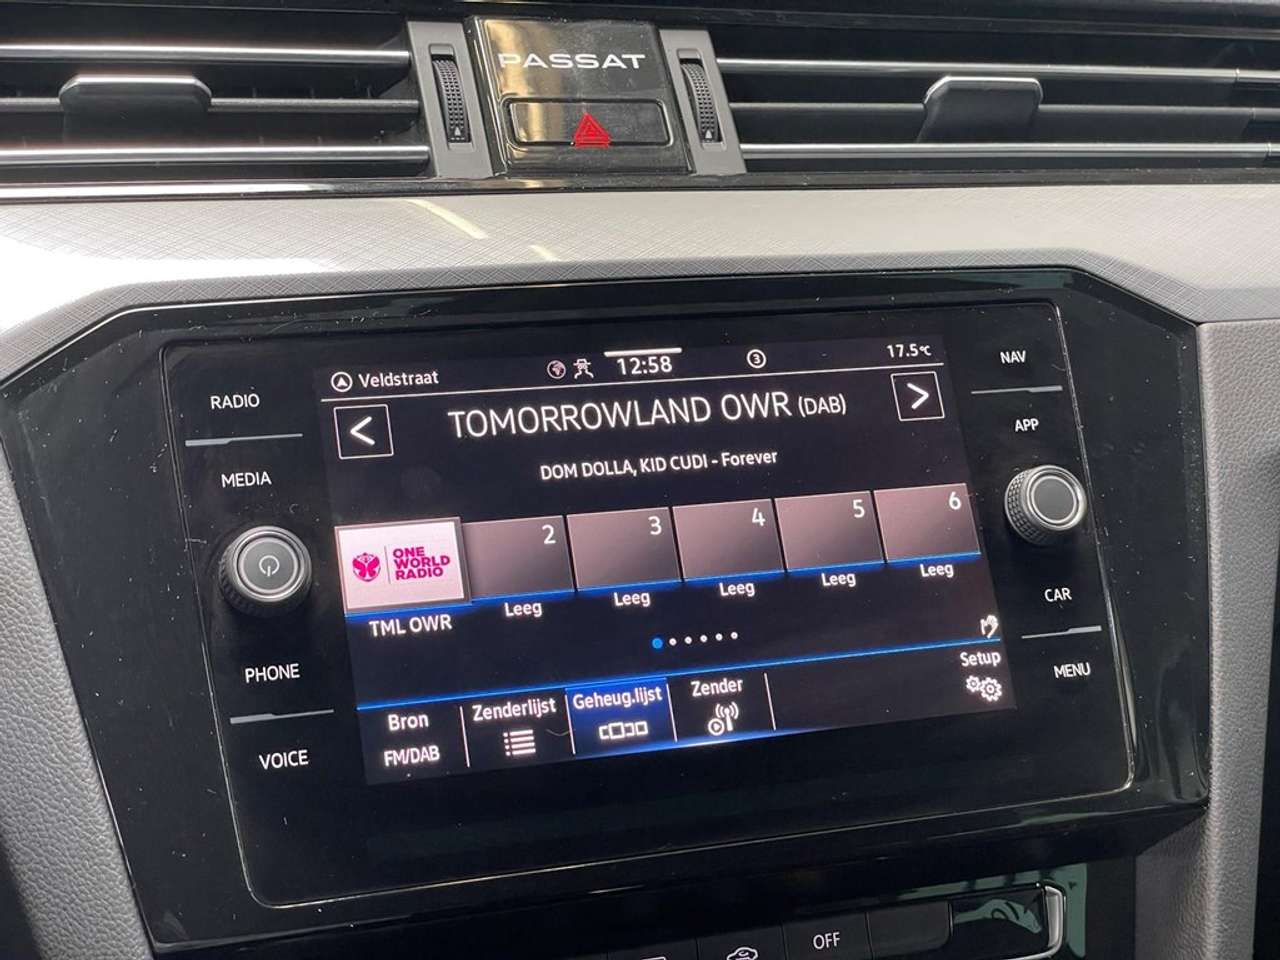 PASSAT
RADIO
MEDIA
PHONE
VOICE
Veldstraat
12:58
3
17.5°C
<
TOMORROWLAND OWR (DAB)
>
DOM DOLLA, KID CUDI - Forever
ONE
WORLD
RADIO
2
3
4
5
6
TML OWR
Leeg
Leeg
Leeg
Leeg
Leeg
Bron
FM/DAB
Zenderlijst
Geheug.lijst
Zender
Setup
NAV
APP
CAR
MENU
OFF